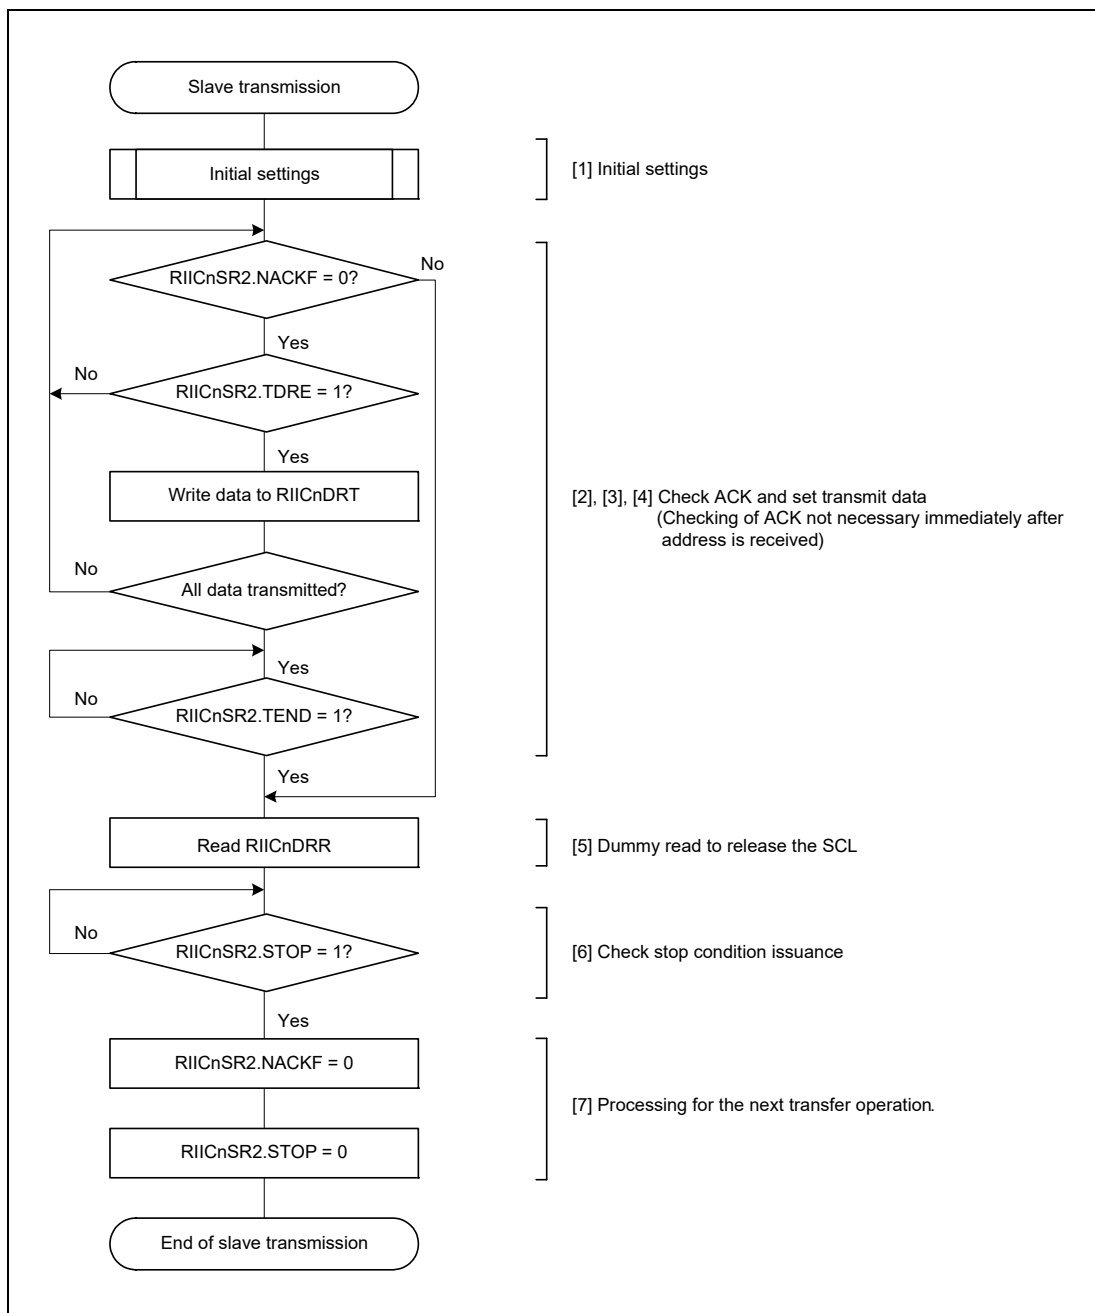 Slave transmission
Initial settings
[1] Initial settings
RIICnSR2.NACKF = 0?
No
Yes
No
RIICnSR2.TDRE = 1?
Yes
Write data to RIICnDRT
[2], [3], [4] Check ACK and set transmit data
(Checking of ACK not necessary immediately after
address is received)
No
All data transmitted?
Yes
No
RIICnSR2.TEND = 1?
Yes
Read RIICnDRR
[5] Dummy read to release the SCL
No
RIICnSR2.STOP = 1?
[6] Check stop condition issuance
Yes
RIICnSR2.NACKF = 0
[7] Processing for the next transfer operation.
RIICnSR2.STOP = 0
End of slave transmission